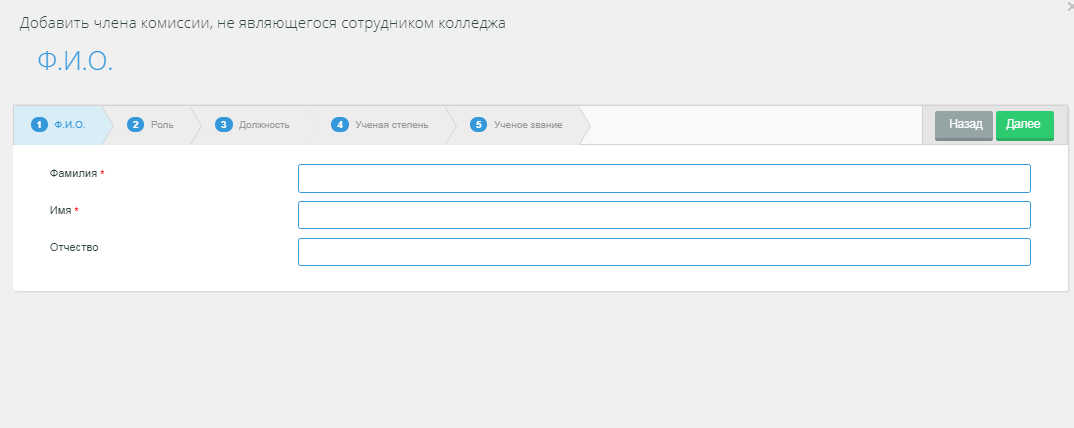 Добавить члена комиссии, не являющегося сотрудником колледжа
Ф.И.О.
1 Ф.И.О. 2 Роль 3 Должность 4 Ученая степень 5 Ученое звание Назад Далее
Фамилия *
Имя *
Отчество